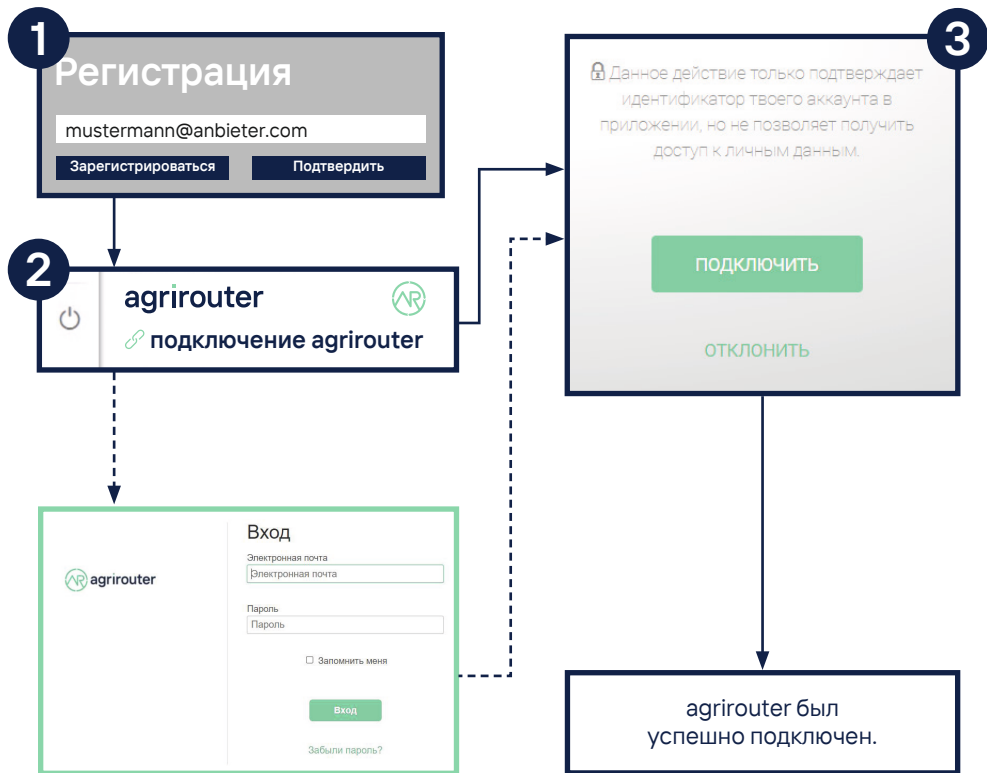 1
Регистрация
mustermann@anbieter.com
Зарегистрироваться
Подтвердить
2
agrirouter
AR
подключение agrirouter
3
Данное действие только подтверждает
идентификатор твоего аккаунта в
приложении, но не позволяет получить
доступ к личным данным.
ПОДКЛЮЧИТЬ
ОТКЛОНИТЬ
AR agrirouter
Вход
Электронная почта
Электронная почта
Пароль
Пароль
Запомнить меня
Вход
Забыли пароль?
agrirouter был
успешно подключен.